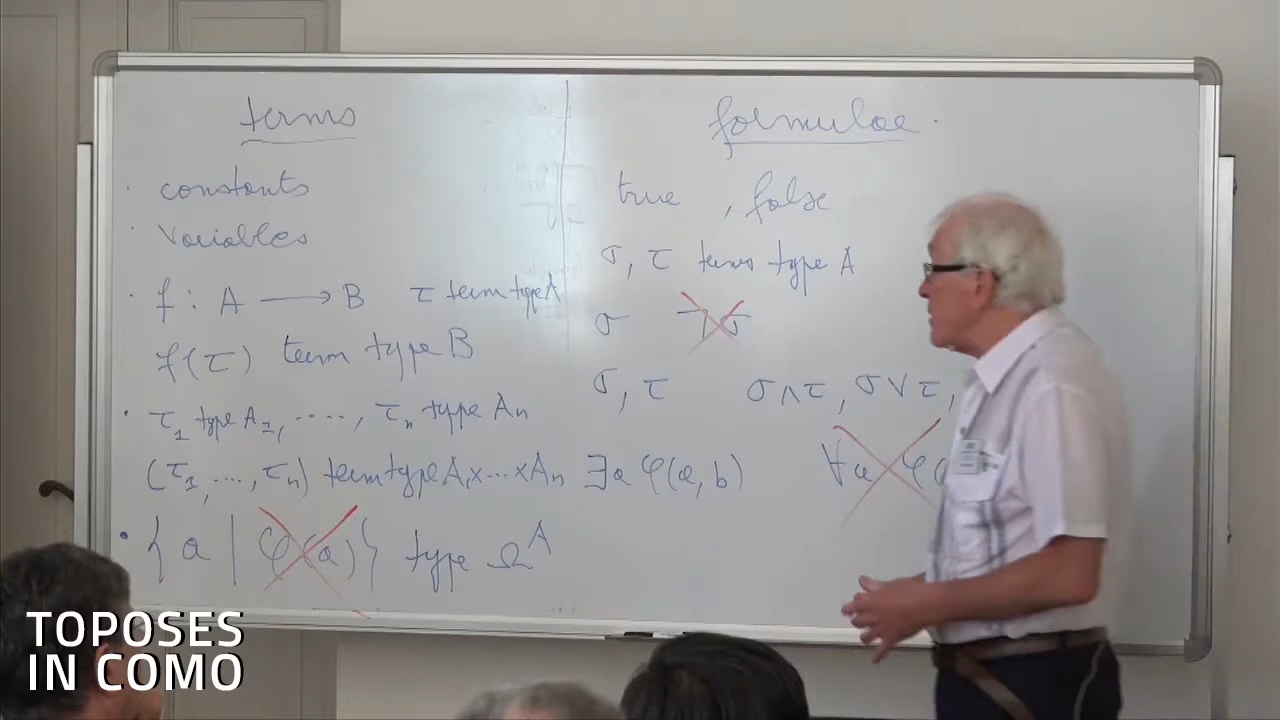 terms
· constants
· Variables
· f : A ⟶ B τ term type A
f(τ) term type B
· τ₁ type A₁, ....., τₙ type Aₙ
(τ₁, ..., τₙ) term type A₁×...×Aₙ
· { a | φ(a) } type Ω^A
formulae
true , false
σ, τ terms type A
σ ¬σ
σ, τ σ∧τ, σ∨τ,
∃a φ(a, b) ∀a φ(
TOPOSES
IN COMO